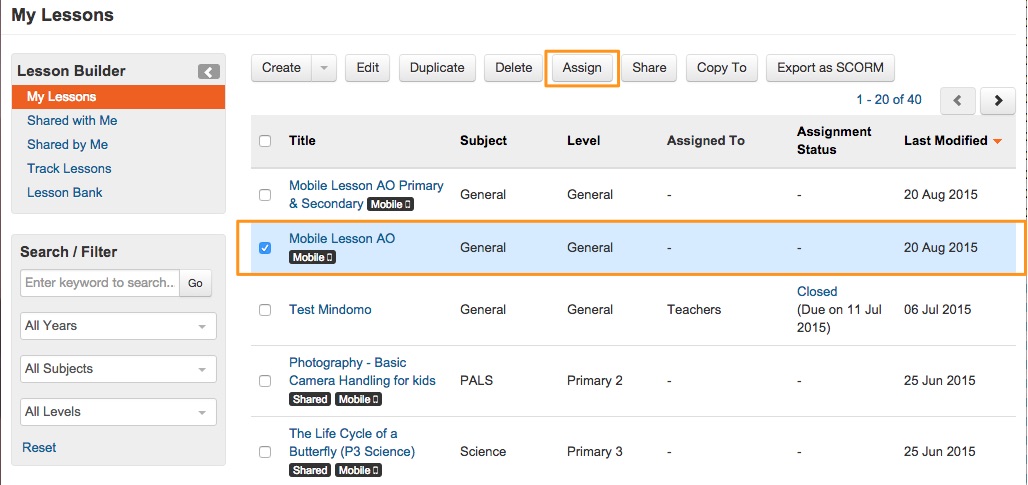 My Lessons
Lesson Builder
My Lessons
Shared with Me
Shared by Me
Track Lessons
Lesson Bank
Search / Filter
Enter keyword to search.. Go
All Years
All Subjects
All Levels
Reset
Create Edit Duplicate Delete Assign Share Copy To Export as SCORM
1 - 20 of 40
Title Subject Level Assigned To Assignment Status Last Modified
Mobile Lesson AO Primary
& Secondary Mobile
General General - - 20 Aug 2015
Mobile Lesson AO
Mobile
General General - - 20 Aug 2015
Test Mindomo General General Teachers Closed
(Due on 11 Jul
2015)
06 Jul 2015
Photography - Basic
Camera Handling for kids
Shared Mobile
PALS Primary 2 - - 25 Jun 2015
The Life Cycle of a
Butterfly (P3 Science)
Shared Mobile
Science Primary 3 - - 25 Jun 2015